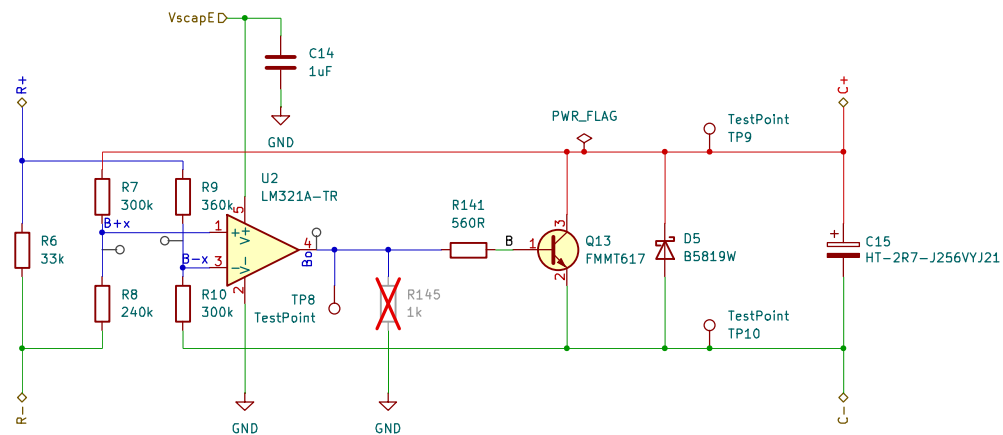 VscapE
C14
1uF
GND
R+
C+
PWR_FLAG
TestPoint
TP9
U2
LM321A-TR
R7
300k
R9
360k
5
V+
B+x
1
+
R141
560R
B
1
3
2
Q13
FMMT617
D5
B5819W
+
C15
HT-2R7-J256VYJ21
R6
33k
B-x
3
-
V-
2
4
Bo
R8
240k
R10
300k
TP8
TestPoint
R145
1k
TestPoint
TP10
R-
GND
GND
C-